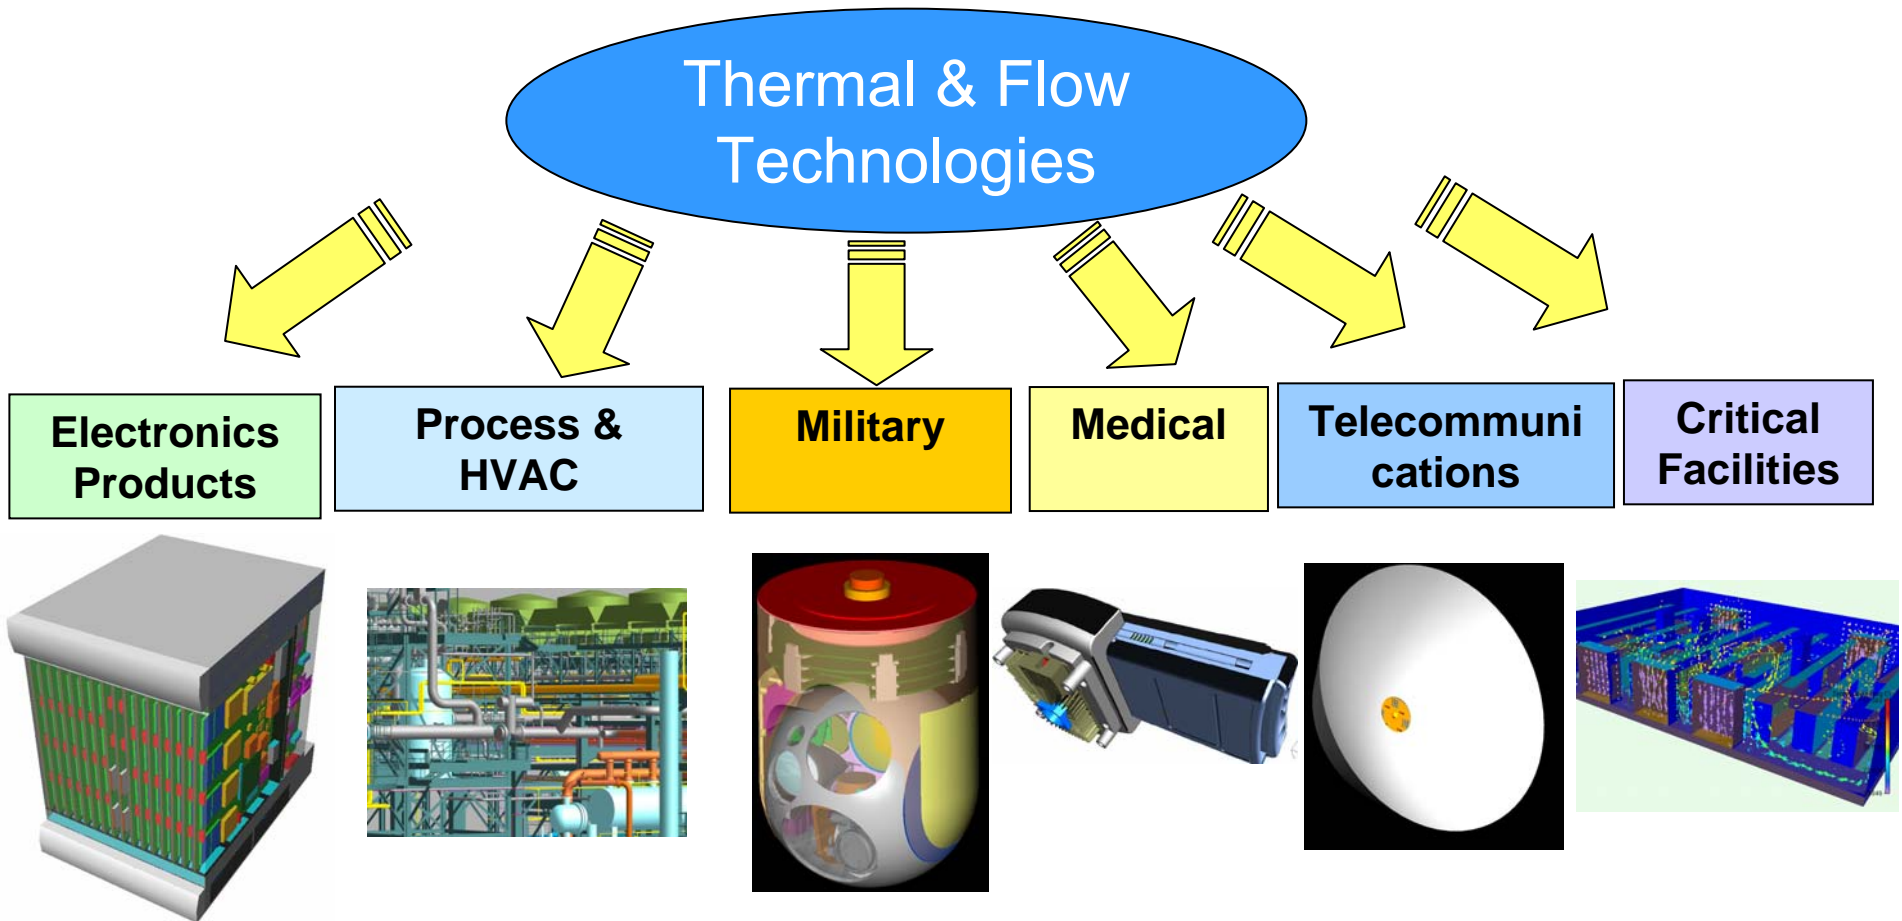 Thermal & Flow
Technologies
Electronics
Products
Process &
HVAC
Military
Medical
Telecommuni
cations
Critical
Facilities